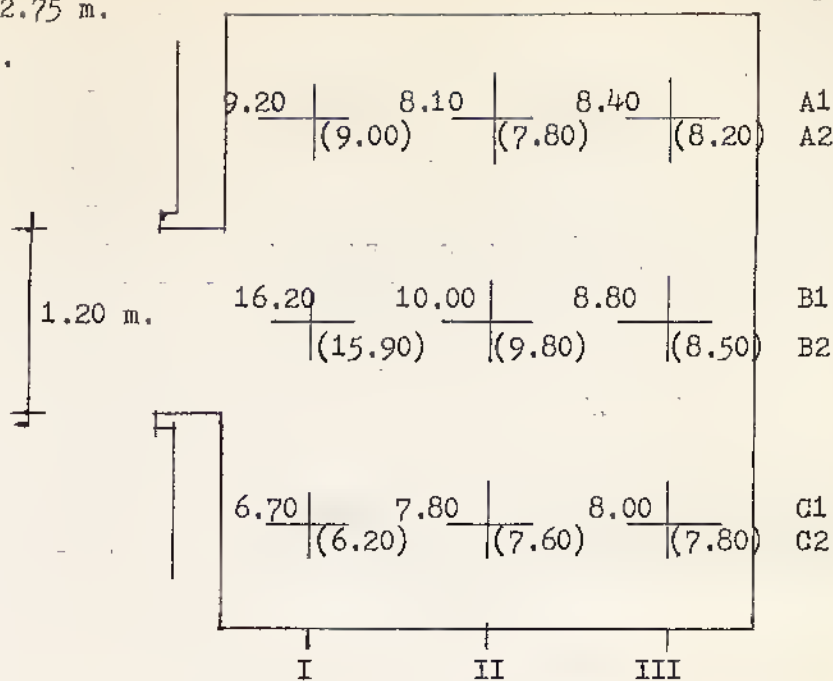 2.75 m.
9.20 8.10 8.40 A1
(9.00) (7.80) (8.20) A2
16.20 10.00 8.80 B1
1.20 m.
(15.90) (9.80) (8.50) B2
6.70 7.80 8.00 C1
(6.20) (7.60) (7.80) C2
I II III